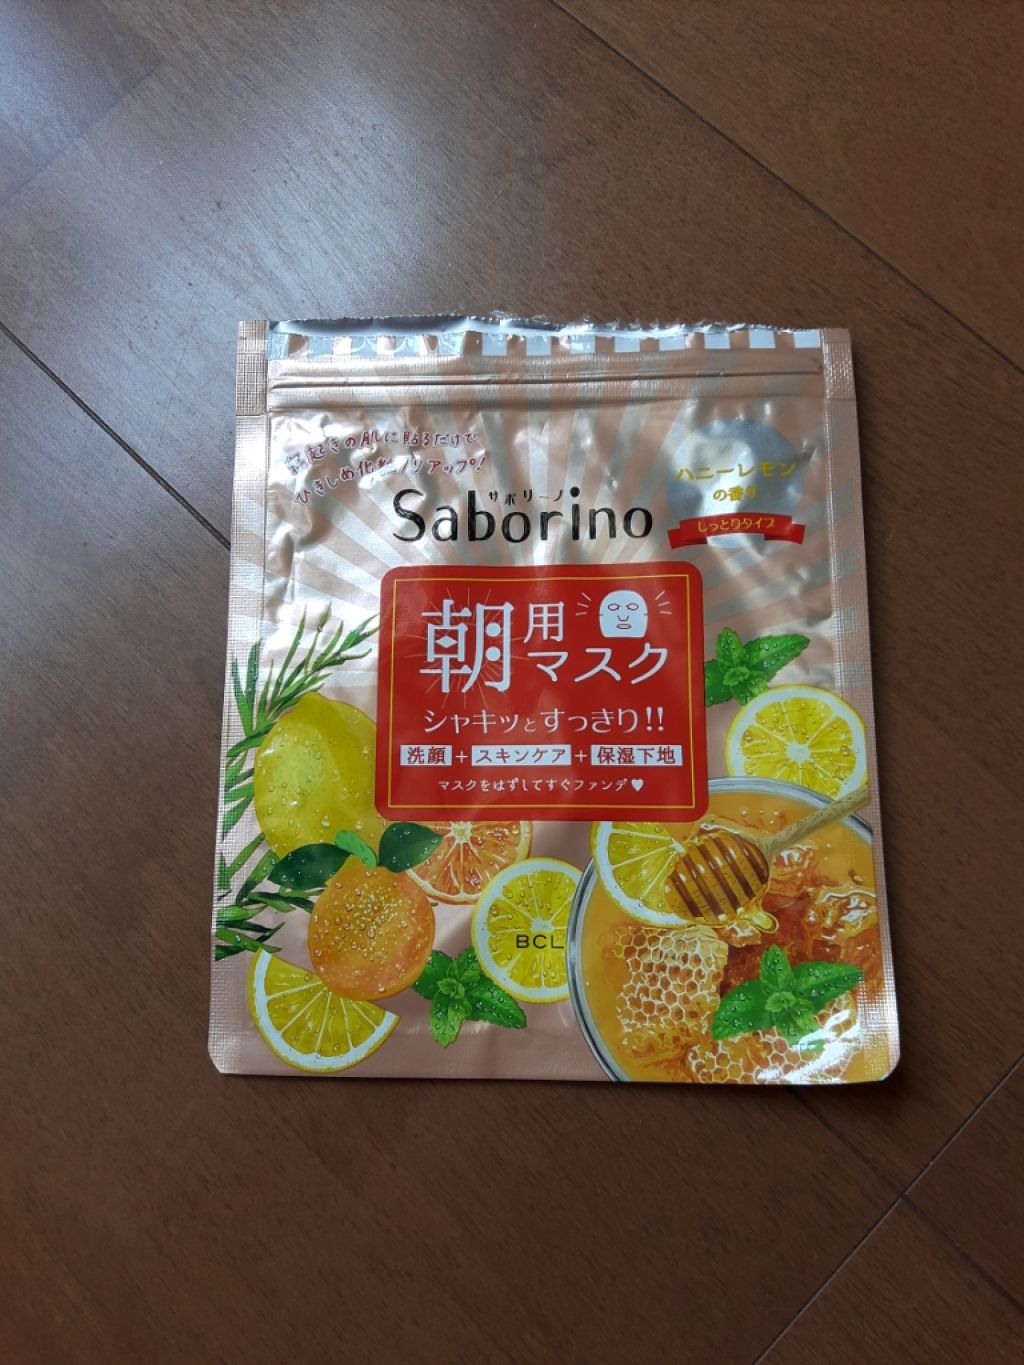 寝起きの肌に貼るだけで
ひきしめ化粧ノリアップ!
サボリーノ
Saborino
ハニーレモン
の香り
しっとりタイプ
朝用
マスク
シャキッとすっきり!!
洗顔+スキンケア+保湿下地
マスクをはずしてすぐファンデ♥
BCL